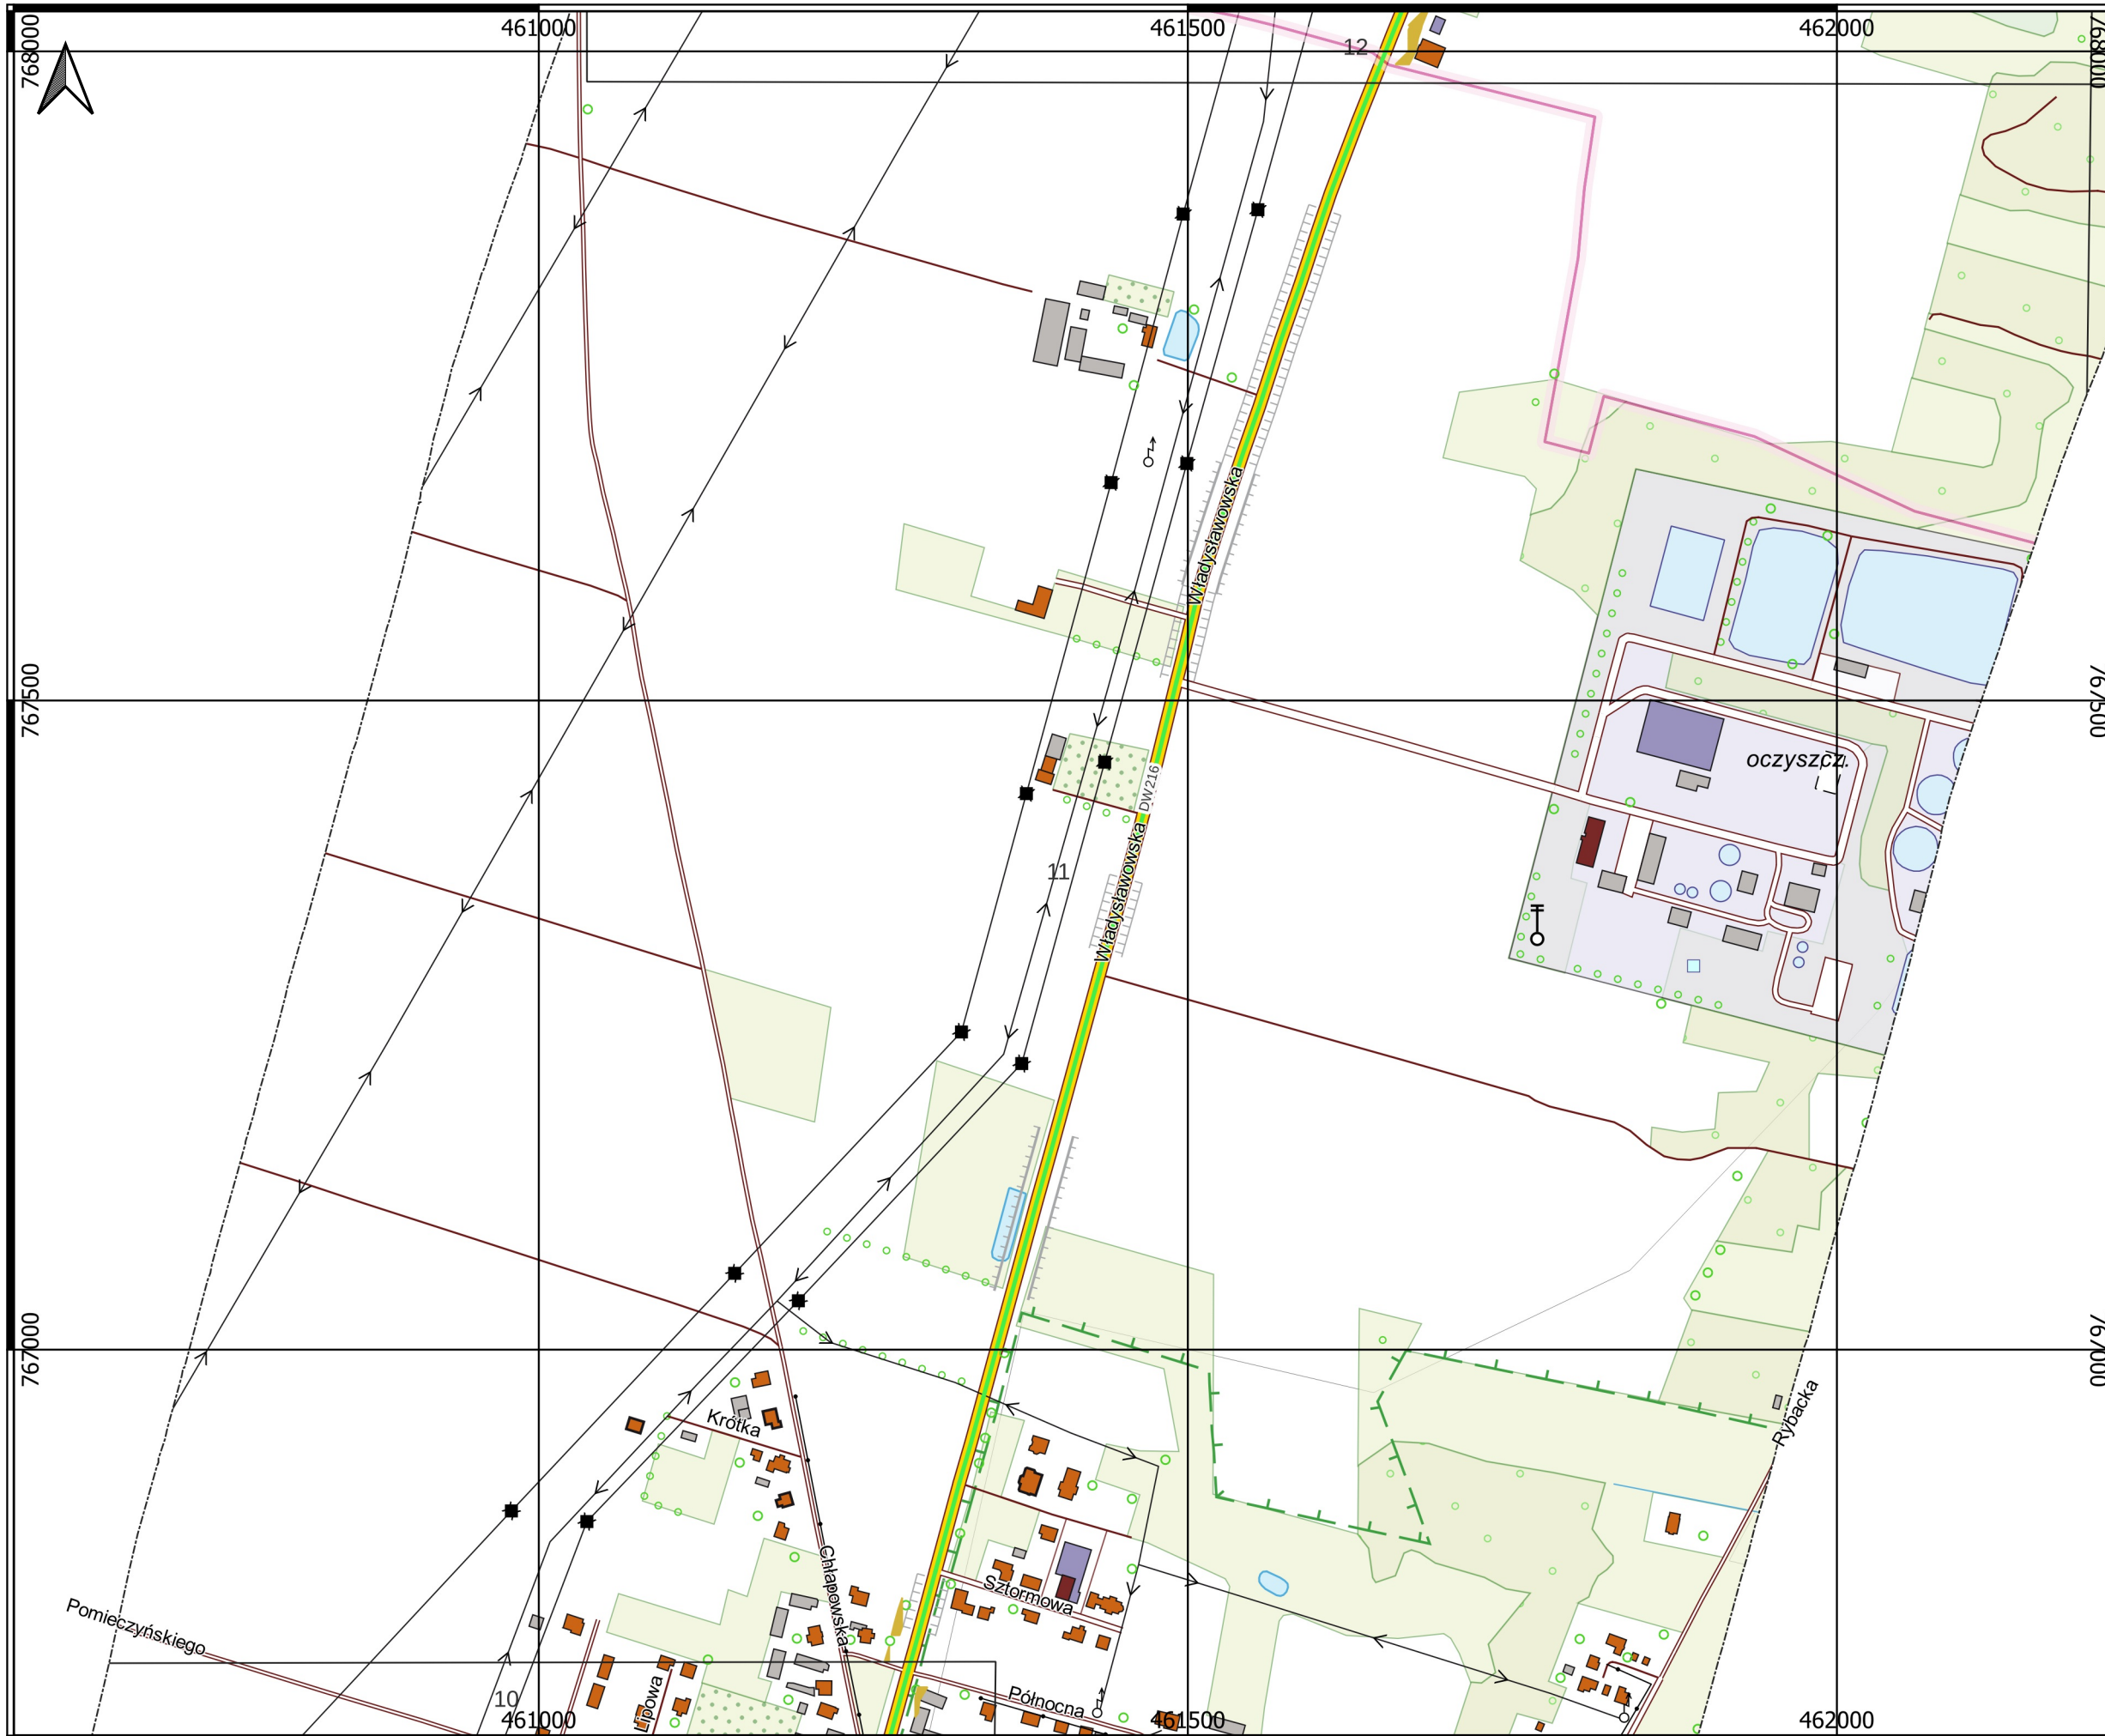 461000
461500
462000
768000
768000
12
Władysławowska
767500
767500
oczyszcz.
DW216
Władysławowska
11
767000
767000
Rybacka
Krótka
Chłapowska
Sztormowa
Pomieczyńskiego
Lipowa
Północna
10
461000
461500
462000